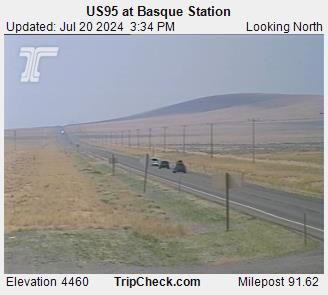 US95 at Basque Station
Updated: Jul 20 2024 3:34 PM Looking North
Elevation 4460 TripCheck.com Milepost 91.62